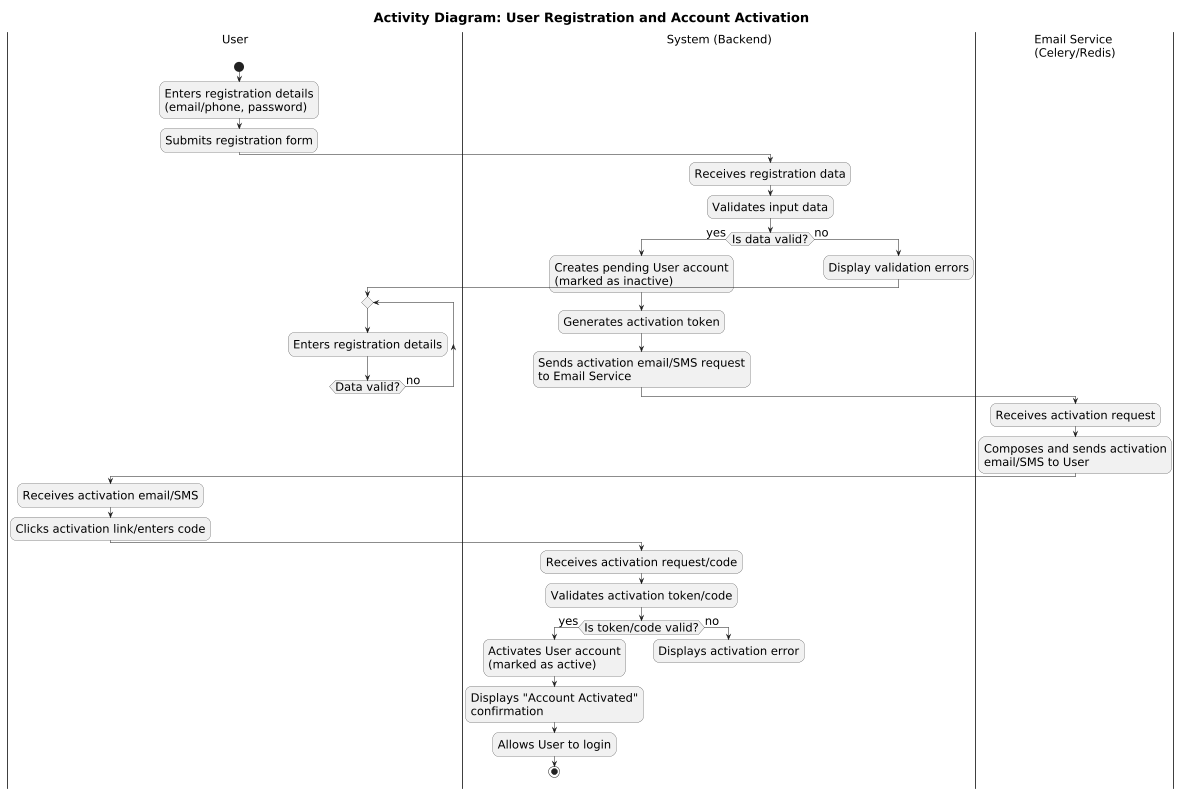 Activity Diagram: User Registration and Account Activation
User
System (Backend)
Email Service
(Celery/Redis)
Enters registration details
(email/phone, password)
Submits registration form
Receives registration data
Validates input data
yes
Is data valid?
no
Creates pending User account
(marked as inactive)
Display validation errors
Generates activation token
Enters registration details
Sends activation email/SMS request
to Email Service
Data valid?
no
Receives activation request
Composes and sends activation
email/SMS to User
Receives activation email/SMS
Clicks activation link/enters code
Receives activation request/code
Validates activation token/code
yes
Is token/code valid?
no
Activates User account
(marked as active)
Displays activation error
Displays "Account Activated"
confirmation
Allows User to login